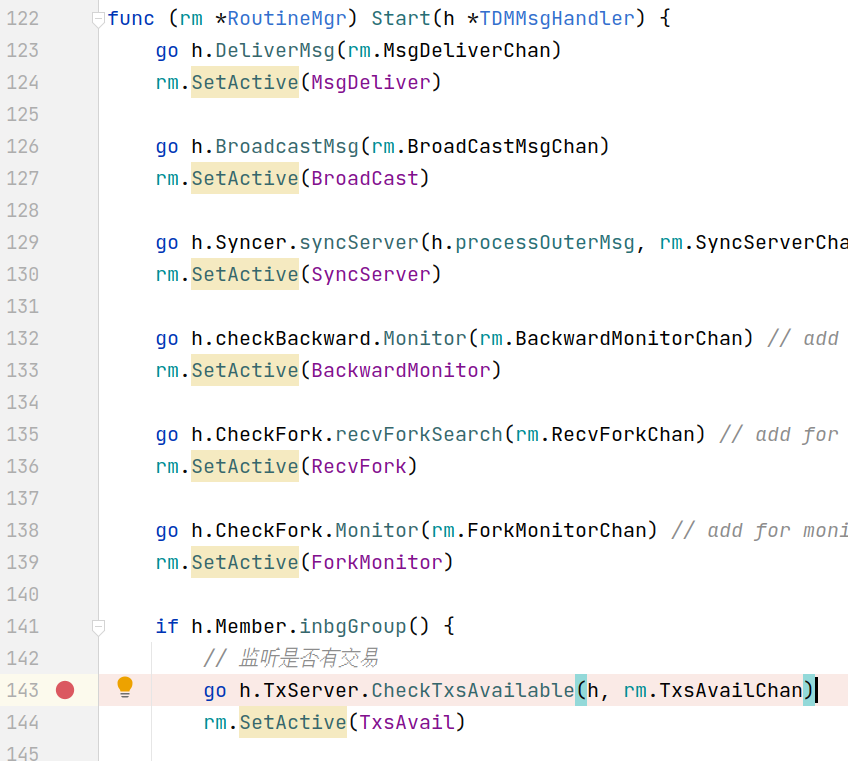 122 func (rm *RoutineMgr) Start(h *TDMMsgHandler) {
123 go h.DeliverMsg(rm.MsgDeliverChan)
124 rm.SetActive(MsgDeliver)
125
126 go h.BroadcastMsg(rm.BroadCastMsgChan)
127 rm.SetActive(BroadCast)
128
129 go h.Syncer.syncServer(h.processOuterMsg, rm.SyncServerCha
130 rm.SetActive(SyncServer)
131
132 go h.checkBackward.Monitor(rm.BackwardMonitorChan) // add
133 rm.SetActive(BackwardMonitor)
134
135 go h.CheckFork.recvForkSearch(rm.RecvForkChan) // add for
136 rm.SetActive(RecvFork)
137
138 go h.CheckFork.Monitor(rm.ForkMonitorChan) // add for moni
139 rm.SetActive(ForkMonitor)
140
141 if h.Member.inbgGroup() {
142 // 监听是否有交易
143 go h.TxServer.CheckTxsAvailable(h, rm.TxsAvailChan)
144 rm.SetActive(TxsAvail)
145